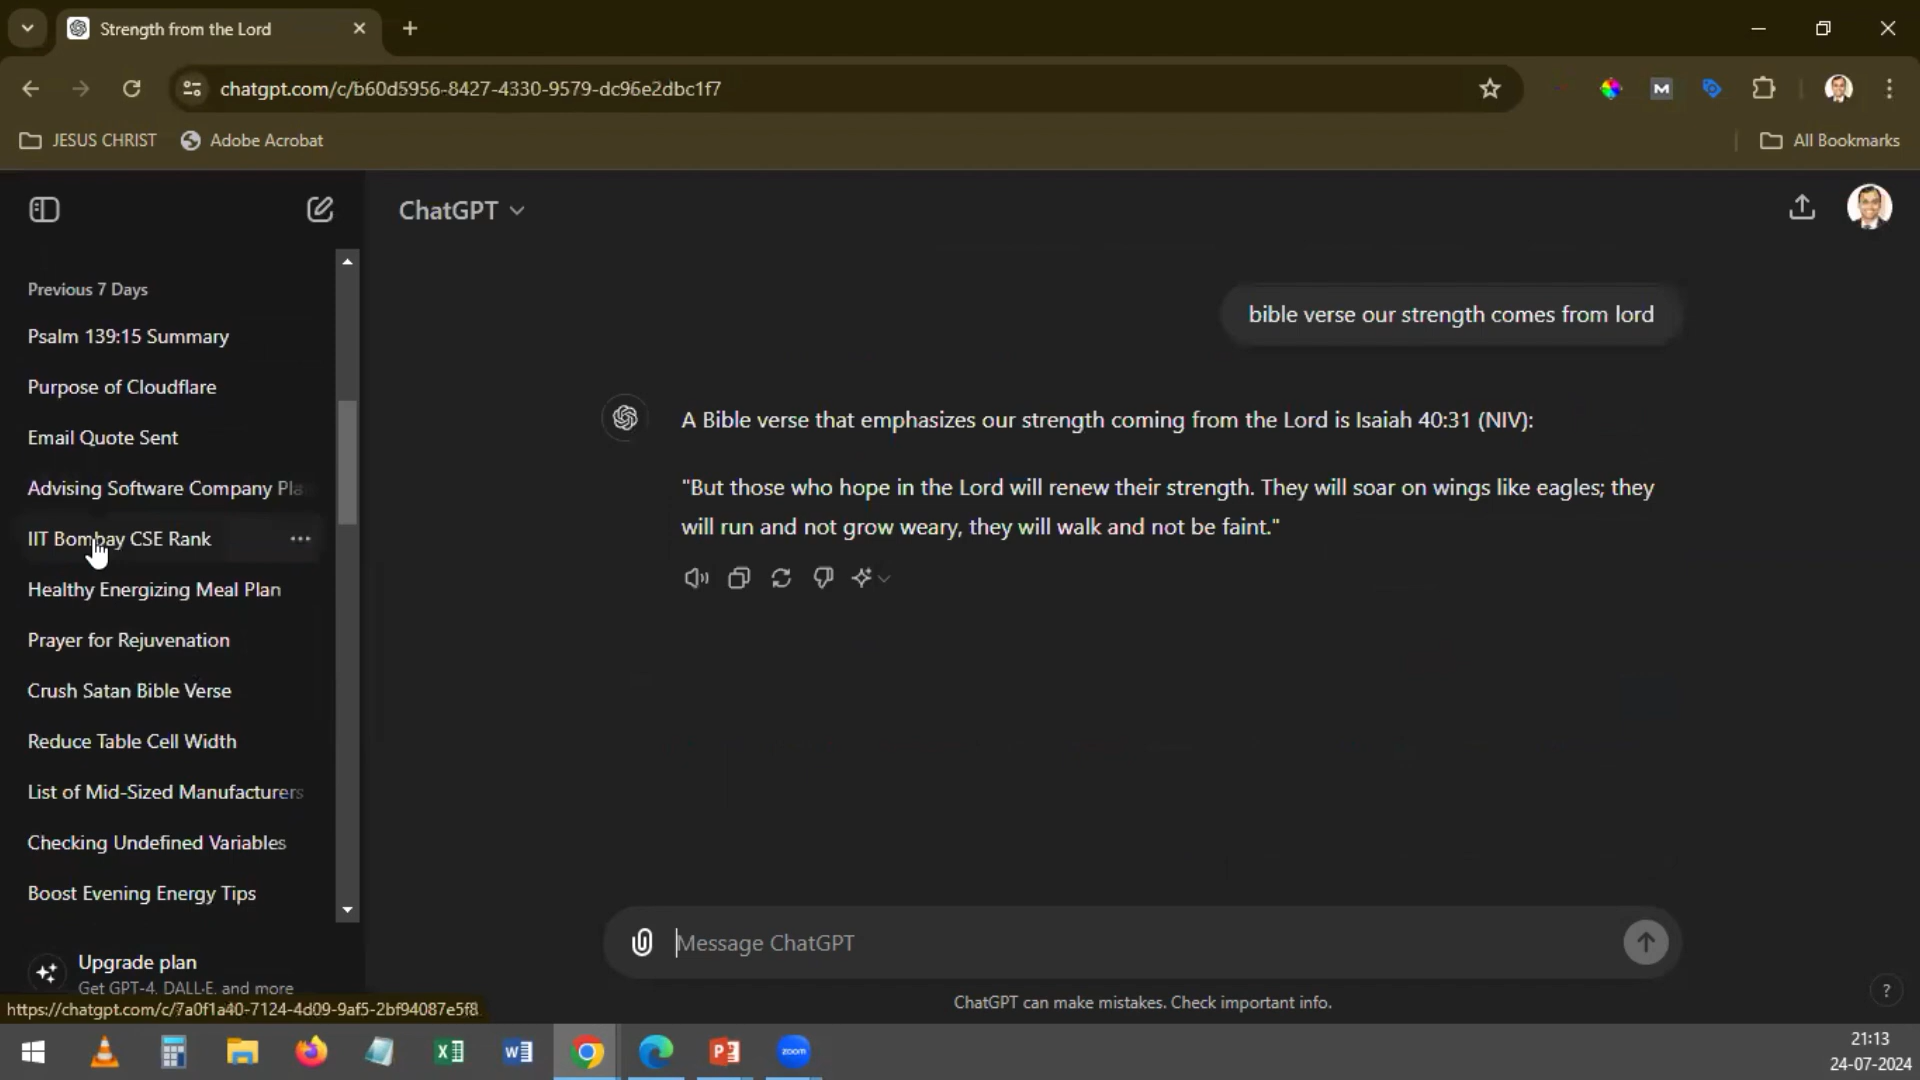 Strength from the Lord
chatgpt.com/c/b60d5956-8427-4330-9579-dc96e2dbc1f7
JESUS CHRIST
Adobe Acrobat
All Bookmarks
ChatGPT
Previous 7 Days
Psalm 139:15 Summary
Purpose of Cloudflare
Email Quote Sent
Advising Software Company Pla
IIT Bombay CSE Rank
Healthy Energizing Meal Plan
Prayer for Rejuvenation
Crush Satan Bible Verse
Reduce Table Cell Width
List of Mid-Sized Manufacturers
Checking Undefined Variables
Boost Evening Energy Tips
Upgrade plan
Get GPT-4, DALL·E, and more
https://chatgpt.com/c/7a0f1a40-7124-4d09-9af5-2bf94087e5f8
bible verse our strength comes from lord
A Bible verse that emphasizes our strength coming from the Lord is Isaiah 40:31 (NIV):
"But those who hope in the Lord will renew their strength. They will soar on wings like eagles; they
will run and not grow weary, they will walk and not be faint."
Message ChatGPT
ChatGPT can make mistakes. Check important info.
?
zoom
21:13
24-07-2024